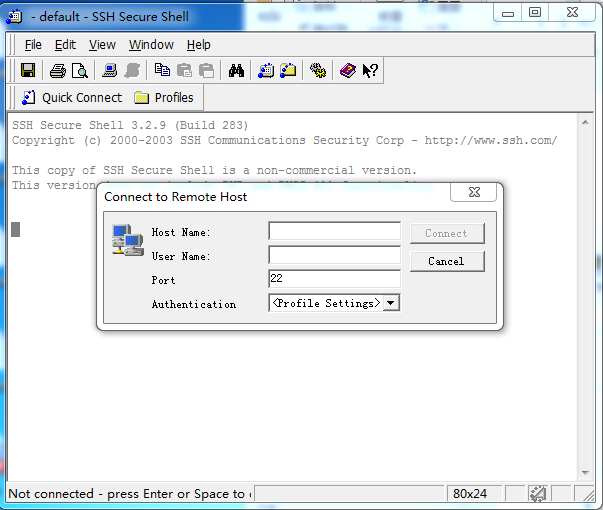 - default - SSH Secure Shell
File Edit View Window Help
Quick Connect Profiles
SSH Secure Shell 3.2.9 (Build 283)
Copyright (c) 2000-2003 SSH Communications Security Corp - http://www.ssh.com/
This copy of SSH Secure Shell is a non-commercial version.
This version
Connect to Remote Host
Host Name:
Connect
User Name:
Cancel
Port 22
Authentication <Profile Settings>
Not connected - press Enter or Space to
80x24